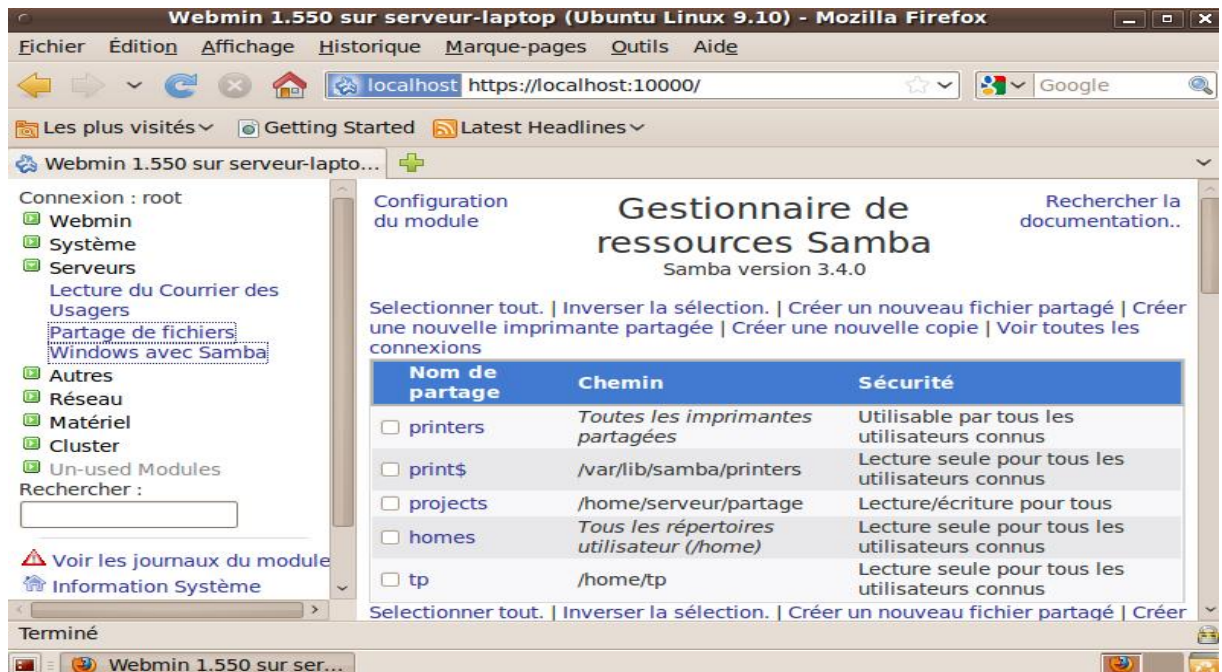 Webmin 1.550 sur serveur-laptop (Ubuntu Linux 9.10) - Mozilla Firefox
Fichier Édition Affichage Historique Marque-pages Outils Aide
localhost https://localhost:10000/
Google
Les plus visités
Getting Started
Latest Headlines
Webmin 1.550 sur serveur-lapto...
Connexion : root
Webmin
Système
Serveurs
Lecture du Courrier des
Usagers
Partage de fichiers
Windows avec Samba
Autres
Réseau
Matériel
Cluster
Un-used Modules
Rechercher :
Voir les journaux du module
Information Système
Configuration
du module
Gestionnaire de
ressources Samba
Samba version 3.4.0
Rechercher la
documentation..
Selectionner tout. | Inverser la sélection. | Créer un nouveau fichier partagé | Créer
une nouvelle imprimante partagée | Créer une nouvelle copie | Voir toutes les
connexions
Nom de
partage
Chemin
Sécurité
printers
Toutes les imprimantes
partagées
Utilisable par tous les
utilisateurs connus
print$
/var/lib/samba/printers
Lecture seule pour tous les
utilisateurs connus
projects
/home/serveur/partage
Lecture/écriture pour tous
homes
Tous les répertoires
utilisateur (/home)
Lecture seule pour tous les
utilisateurs connus
tp
/home/tp
Lecture seule pour tous les
utilisateurs connus
Selectionner tout. | Inverser la sélection. | Créer un nouveau fichier partagé | Créer
Terminé
Webmin 1.550 sur ser...